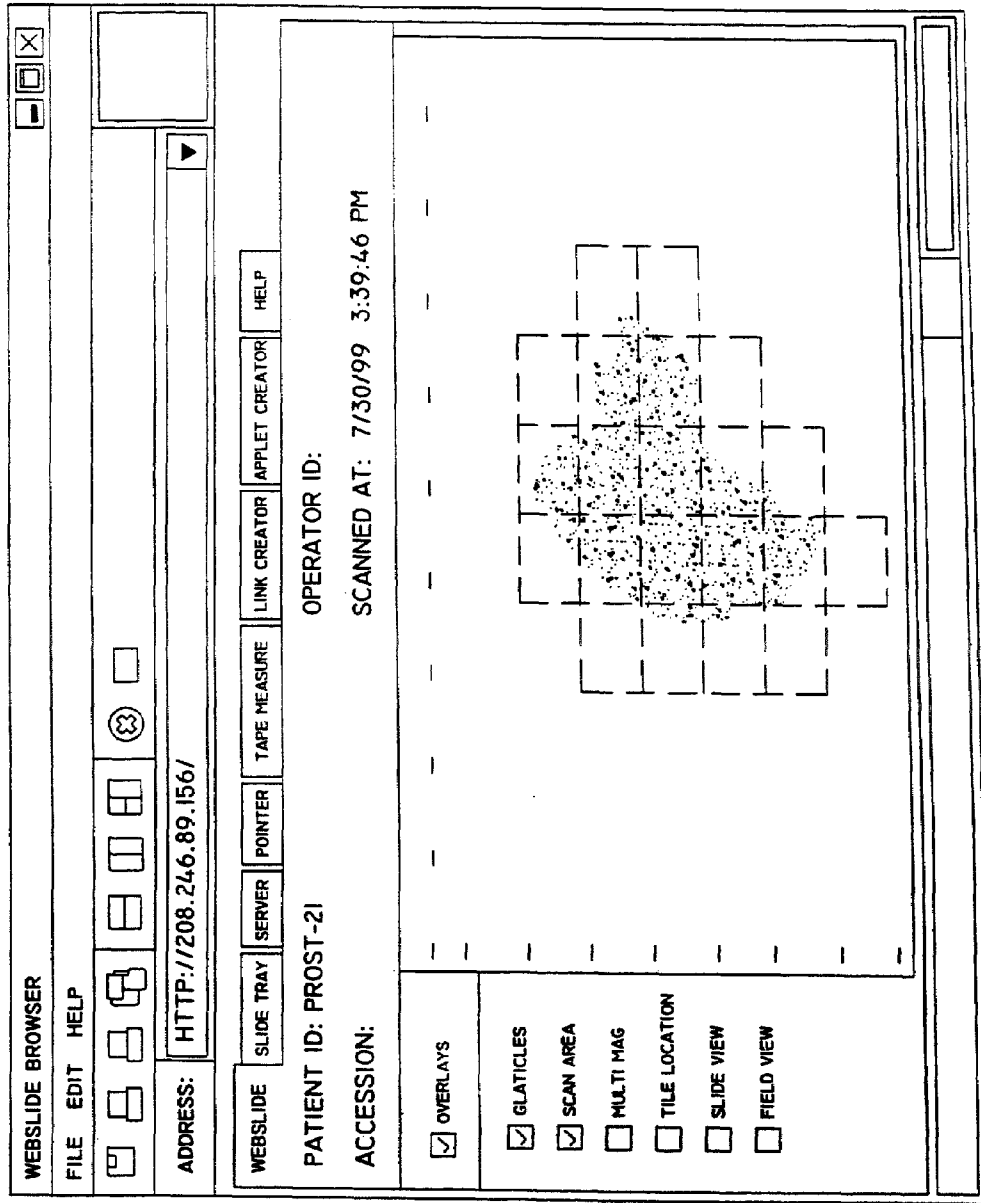 WEBSLIDE BROWSER
FILE EDIT HELP
ADDRESS: HTTP://208.246.89.156/
WEBSLIDE SLIDE TRAY SERVER POINTER TAPE MEASURE LINK CREATOR APPLET CREATOR HELP
PATIENT ID: PROST-21 OPERATOR ID:
ACCESSION: SCANNED AT: 7/30/99 3:39:46 PM
OVERLAYS
GLATICLES
SCAN AREA
MULTI MAG
TILE LOCATION
SLIDE VIEW
FIELD VIEW